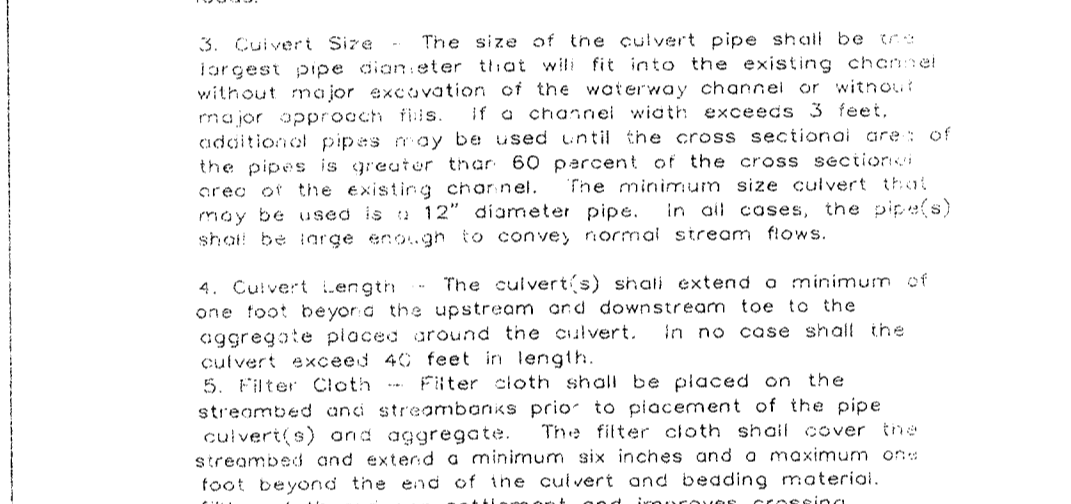 3. Culvert Size - The size of the culvert pipe shall be the
largest pipe diameter that will fit into the existing channel
without major excavation of the waterway channel or without
major approach fills. If a channel width exceeds 3 feet,
additional pipes may be used until the cross sectional area of
the pipes is greater than 60 percent of the cross sectional
area of the existing channel. The minimum size culvert that
may be used is a 12" diameter pipe. In all cases, the pipe(s)
shall be large enough to convey normal stream flows.
4. Culvert Length - The culvert(s) shall extend a minimum of
one foot beyond the upstream and downstream toe to the
aggregate placed around the culvert. In no case shall the
culvert exceed 40 feet in length.
5. Filter Cloth - Filter cloth shall be placed on the
streambed and streambanks prior to placement of the pipe
culvert(s) and aggregate. The filter cloth shall cover the
streambed and extend a minimum six inches and a maximum one
foot beyond the end of the culvert and beading material.
improves crossing